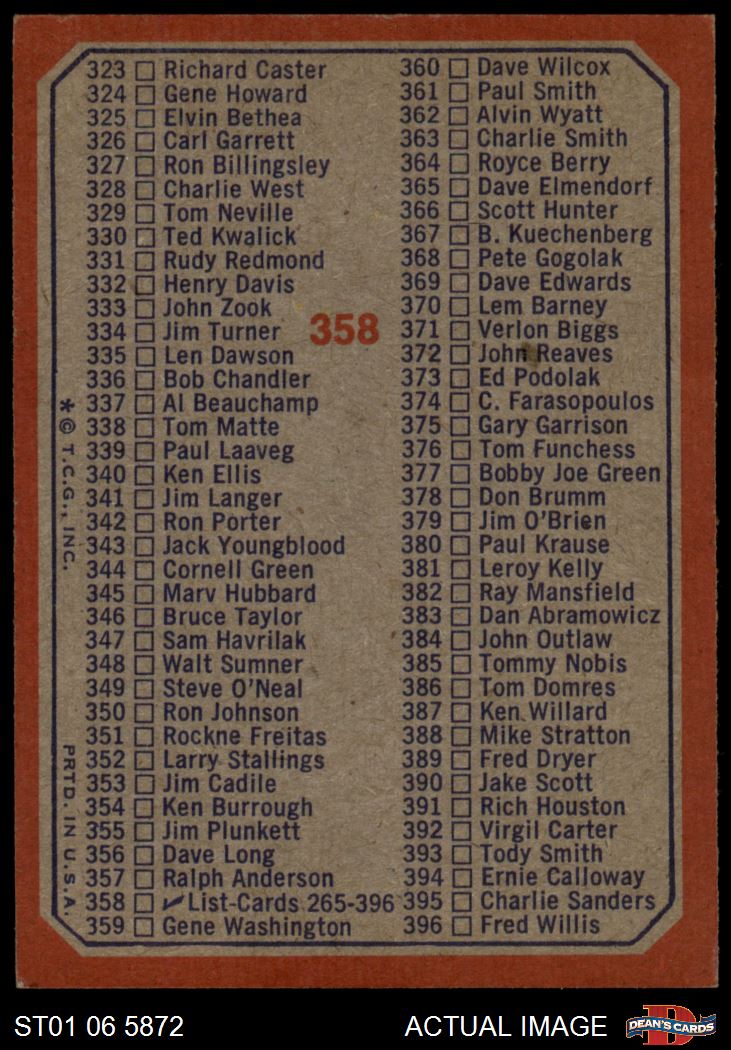 323 Richard Caster
324 Gene Howard
325 Elvin Bethea
326 Carl Garrett
327 Ron Billingsley
328 Charlie West
329 Tom Neville
330 Ted Kwalick
331 Rudy Redmond
332 Henry Davis
333 John Zook
334 Jim Turner
335 Len Dawson
336 Bob Chandler
337 Al Beauchamp
338 Tom Matte
339 Paul Laaveg
340 Ken Ellis
341 Jim Langer
342 Ron Porter
343 Jack Youngblood
344 Cornell Green
345 Marv Hubbard
346 Bruce Taylor
347 Sam Havrilak
348 Walt Sumner
349 Steve O'Neal
350 Ron Johnson
351 Rockne Freitas
352 Larry Stallings
353 Jim Cadile
354 Ken Burrough
355 Jim Plunkett
356 Dave Long
357 Ralph Anderson
358 List-Cards 265-396
359 Gene Washington
358
360 Dave Wilcox
361 Paul Smith
362 Alvin Wyatt
363 Charlie Smith
364 Royce Berry
365 Dave Elmendorf
366 Scott Hunter
367 B. Kuechenberg
368 Pete Gogolak
369 Dave Edwards
370 Lem Barney
371 Verlon Biggs
372 John Reaves
373 Ed Podolak
374 C. Farasopoulos
375 Gary Garrison
376 Tom Funchess
377 Bobby Joe Green
378 Don Brumm
379 Jim O'Brien
380 Paul Krause
381 Leroy Kelly
382 Ray Mansfield
383 Dan Abramowicz
384 John Outlaw
385 Tommy Nobis
386 Tom Domres
387 Ken Willard
388 Mike Stratton
389 Fred Dryer
390 Jake Scott
391 Rich Houston
392 Virgil Carter
393 Tody Smith
394 Ernie Calloway
395 Charlie Sanders
396 Fred Willis
* © T.C.G., INC. PRTD. IN U.S.A.
ST01 06 5872 ACTUAL IMAGE
DEAN'S CARDS